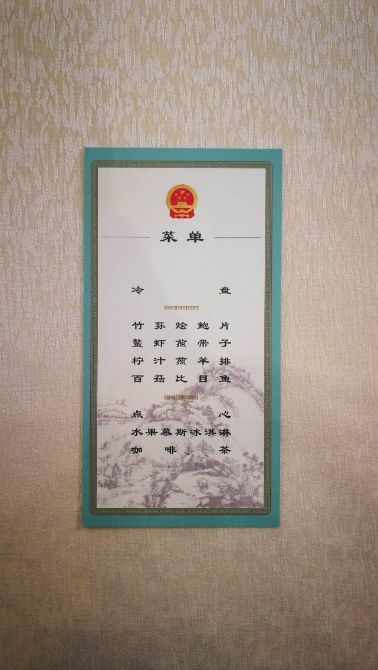 菜单
冷盘
竹荪烩鲍片
螯虾煎带子
柠汁煎羊排
百菇比目鱼
点心
水果慕斯冰淇淋
咖啡、茶